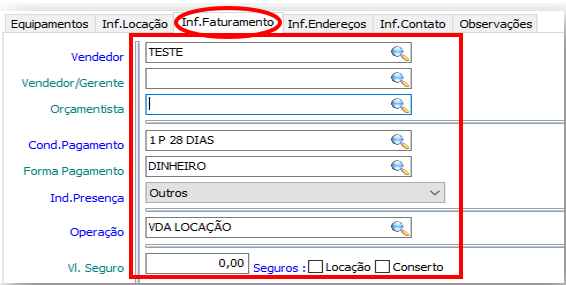 Equipamentos Inf.Locação Inf.Faturamento Inf.Endereços Inf.Contato Observações
Vendedor TESTE
Vendedor/Gerente
Orçamentista
Cond.Pagamento 1 P 28 DIAS
Forma Pagamento DINHEIRO
Ind.Presença Outros
Operação VDA LOCAÇÃO
Vl. Seguro 0,00 Seguros : Locação Conserto